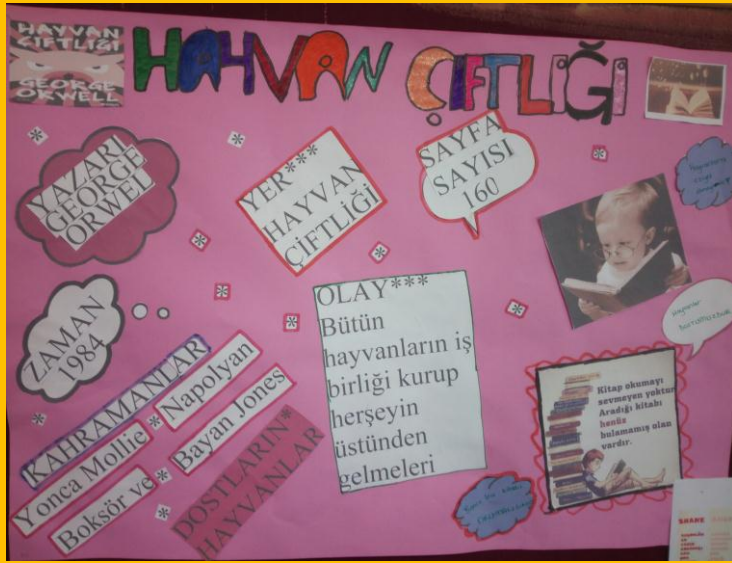 HAYVAN
ÇİFTLİĞİ
GEORGE
ORWELL
HAYVAN ÇİFTLİĞİ
YAZARI
GEORGE
ORWEL
YER***
HAYVAN
ÇİFTLİĞİ
SAYFA
SAYISI
160
ZAMAN
1984
KAHRAMANLAR
Yonca Mollie * Napolyan
Boksör ve * Bayan Jones
DOSTLARIN*
HAYVANLAR
OLAY***
Bütün
hayvanların iş
birliği kurup
herşeyin
üstünden
gelmeleri
Kitap okumayı
sevmeyen yoktur
Aradığı kitabı
henüz
bulamamış olan
vardır.